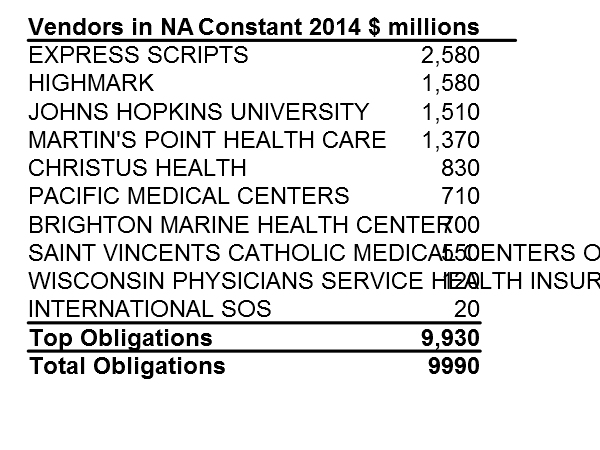 Vendors in NA Constant 2014 $ millions
EXPRESS SCRIPTS 2,580
HIGHMARK 1,580
JOHNS HOPKINS UNIVERSITY 1,510
MARTIN'S POINT HEALTH CARE 1,370
CHRISTUS HEALTH 830
PACIFIC MEDICAL CENTERS 710
BRIGHTON MARINE HEALTH CENTER 700
SAINT VINCENTS CATHOLIC MEDICAL CENTERS O 550
WISCONSIN PHYSICIANS SERVICE HEALTH INSUR 120
INTERNATIONAL SOS 20
Top Obligations 9,930
Total Obligations 9990